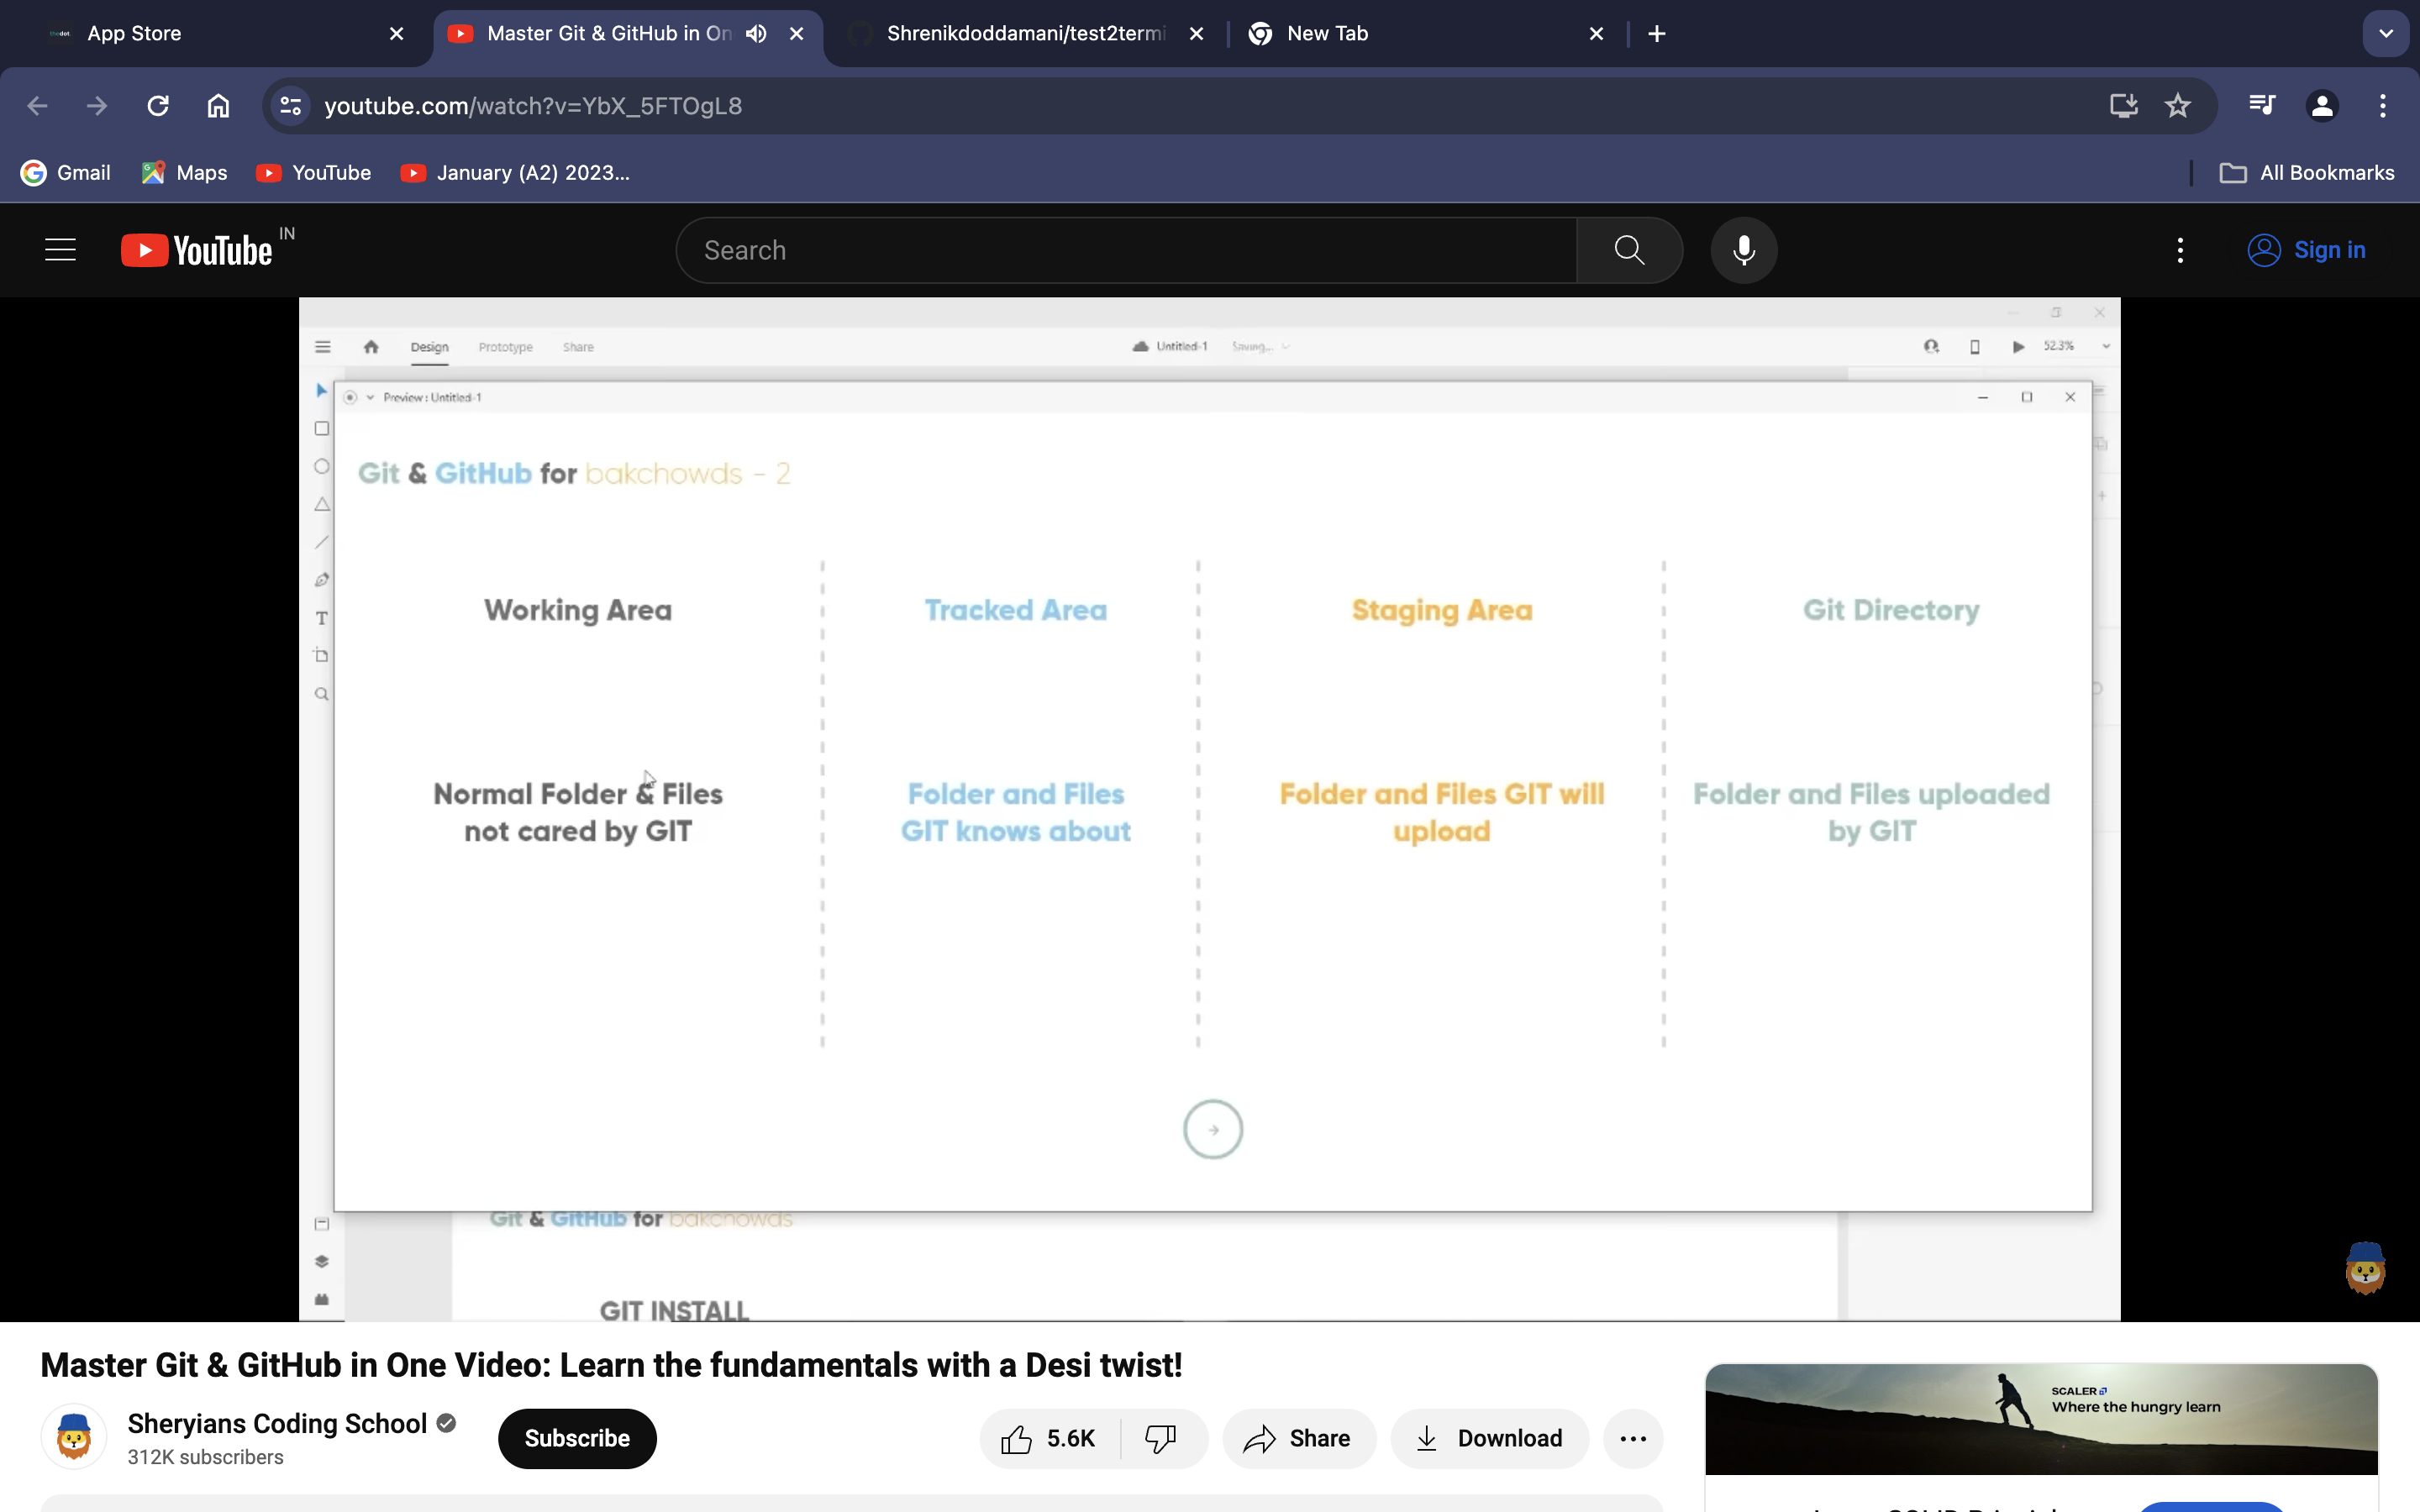 thedot.
App Store
Master Git & GitHub in On
Shrenikdoddamani/test2termi
New Tab
youtube.com/watch?v=YbX_5FTOgL8
Gmail
Maps
YouTube
January (A2) 2023...
All Bookmarks
YouTube IN
Search
Sign in
Design
Prototype
Share
Untitled-1
Saving...
52.3%
Preview : Untitled-1
Git & GitHub for bakchowds - 2
Working Area
Tracked Area
Staging Area
Git Directory
Normal Folder & Files
not cared by GIT
Folder and Files
GIT knows about
Folder and Files GIT will
upload
Folder and Files uploaded
by GIT
Git & GitHub for bakchowds
GIT INSTALL
Master Git & GitHub in One Video: Learn the fundamentals with a Desi twist!
Sheryians Coding School
312K subscribers
Subscribe
5.6K
Share
Download
SCALER
Where the hungry learn